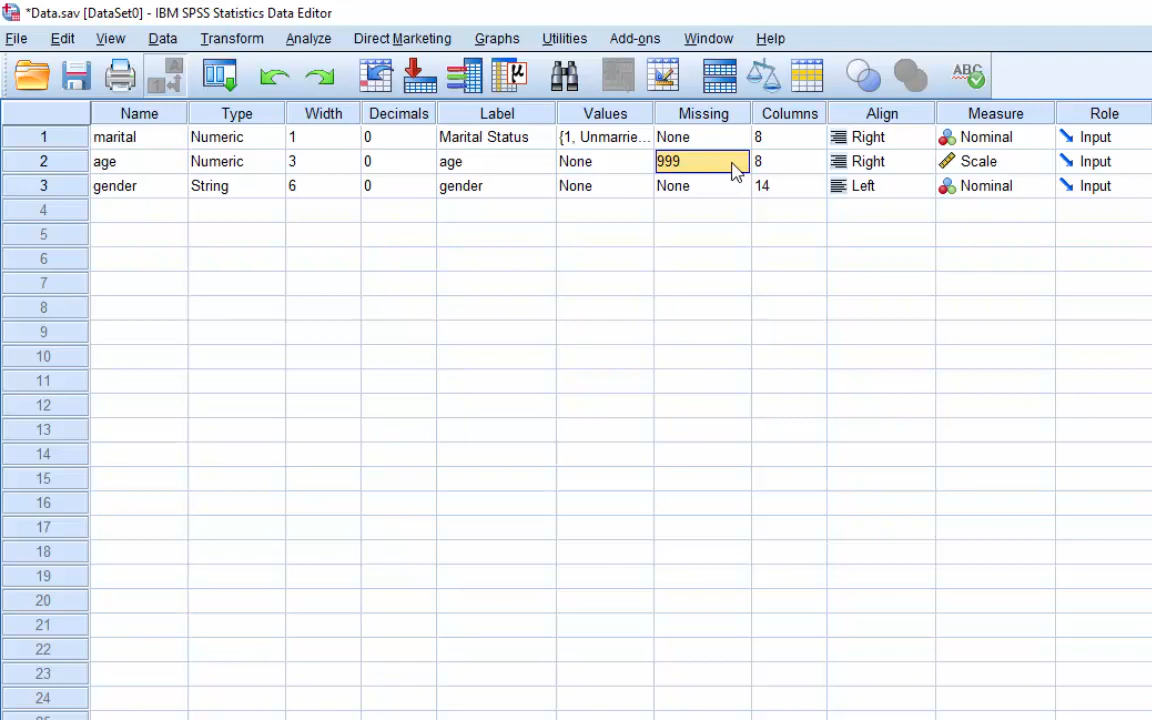 *Data.sav [DataSet0] - IBM SPSS Statistics Data Editor
File Edit View Data Transform Analyze Direct Marketing Graphs Utilities Add-ons Window Help
A
1 4
μ
ABC
Name Type Width Decimals Label Values Missing Columns Align Measure Role
1 marital Numeric 1 0 Marital Status {1, Unmarrie... None 8 Right Nominal Input
2 age Numeric 3 0 age None 999 8 Right Scale Input
3 gender String 6 0 gender None None 14 Left Nominal Input
4
5
6
7
8
9
10
11
12
13
14
15
16
17
18
19
20
21
22
23
24